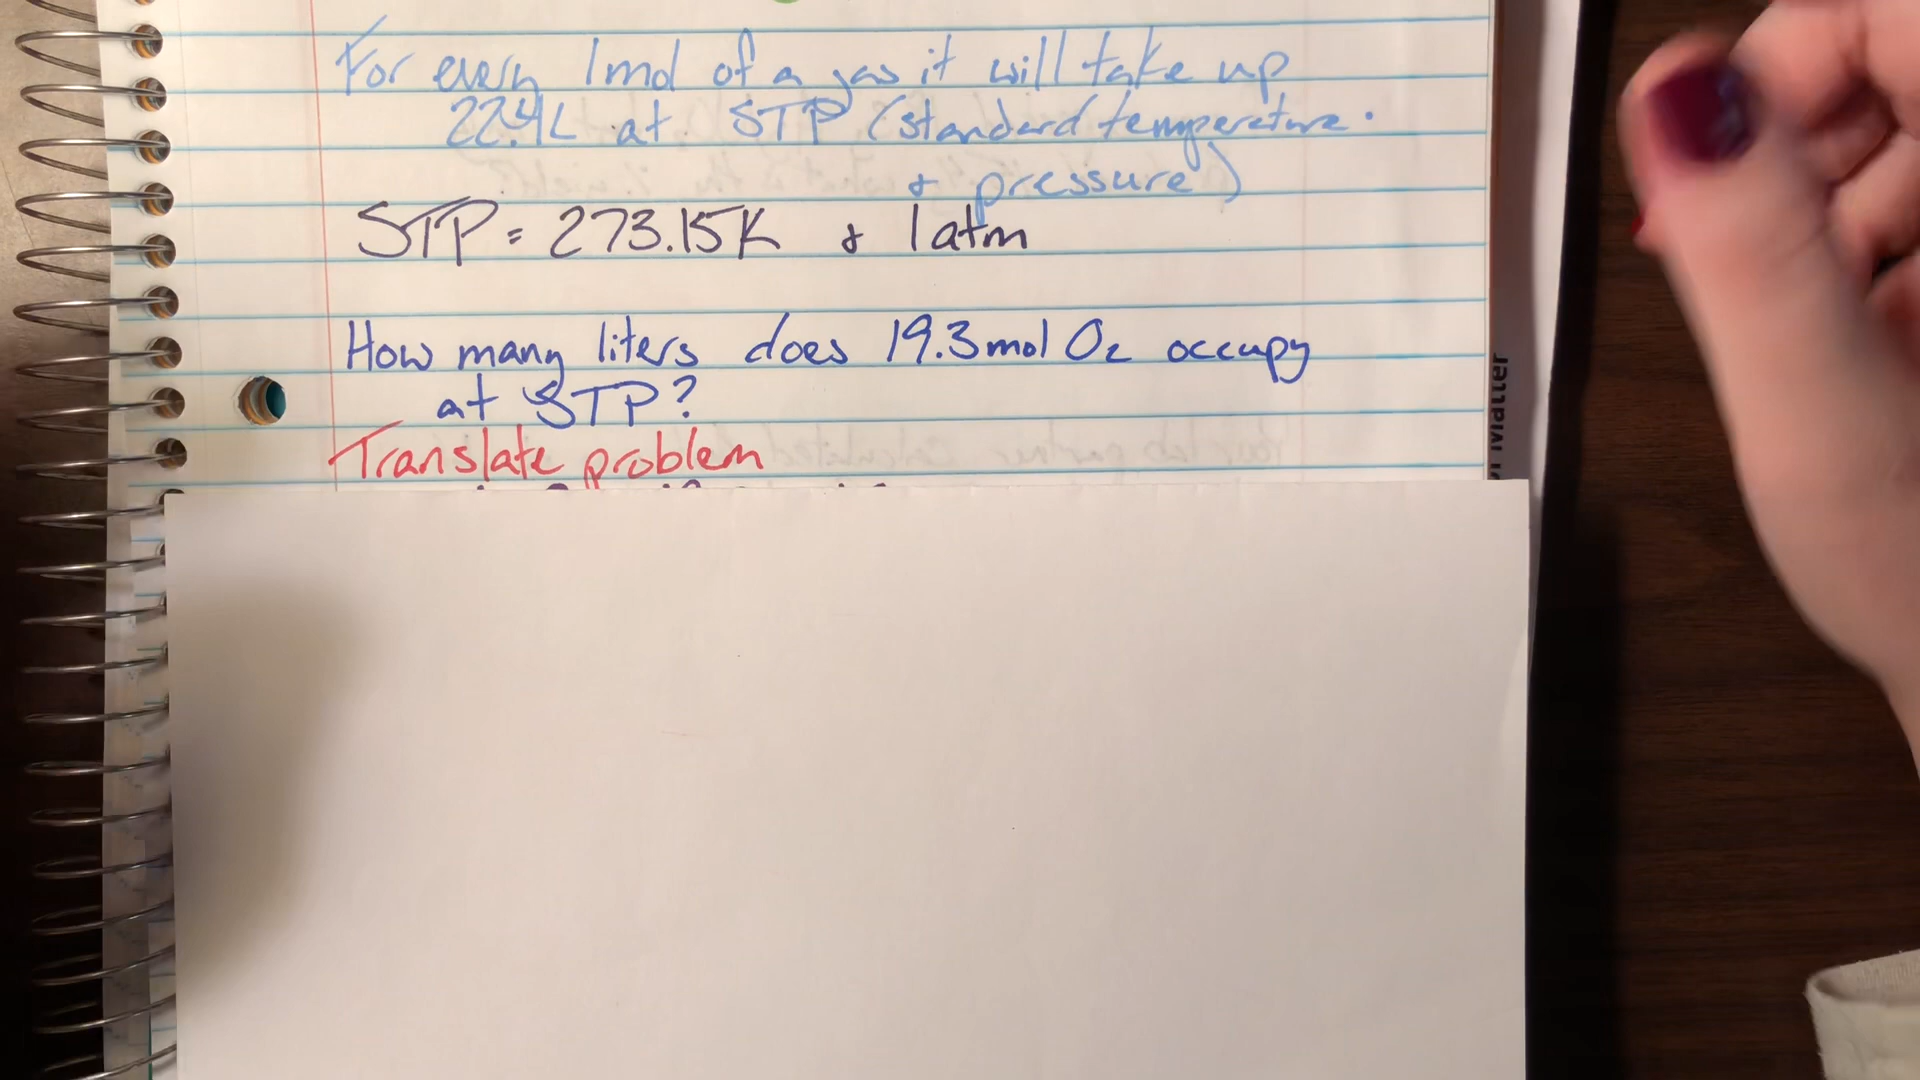 For every 1mol of a gas it will take up
22.4L at STP (standard temperature
& pressure)
STP = 273.15K & 1atm
How many liters does 19.3mol O₂ occupy
at STP?
Translate problem
Matter